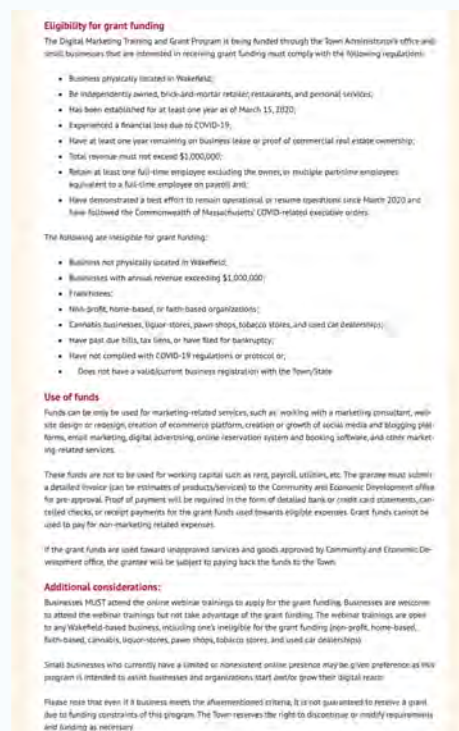 Eligibility for grant funding
The Digital Marketing Training and Grant Program is being funded through the Town Administrator's office and
small businesses that are interested in receiving grant funding must comply with the following regulations:
• Business physically located in Wakefield;
• Be independently owned, brick-and-mortar retailer, restaurants, and personal services;
• Has been established for at least one year as of March 15, 2020;
• Experienced a financial loss due to COVID-19;
• Have at least one year remaining on business lease or proof of commercial real estate ownership;
• Total revenue must not exceed $1,000,000;
• Retain at least one full-time employee excluding the owner, or multiple part-time employees
equivalent to a full-time employee on payroll and;
• Have demonstrated a best effort to remain operational or resume operations since March 2020 and
have followed the Commonwealth of Massachusetts' COVID-related executive orders.
The following are ineligible for grant funding:
• Business not physically located in Wakefield;
• Businesses with annual revenue exceeding $1,000,000;
• Franchisees;
• Non-profit, home-based, or faith-based organizations;
• Cannabis businesses, liquor-stores, pawn shops, tobacco stores, and used car dealerships;
• Have past due bills, tax liens, or have filed for bankruptcy;
• Have not complied with COVID-19 regulations or protocol or;
• Does not have a valid/current business registration with the Town/State
Use of funds
Funds can be only be used for marketing-related services, such as: working with a marketing consultant, web-
site design or redesign, creation of ecommerce platform, creation or growth of social media and blogging plat-
forms, email marketing, digital advertising, online reservation system and booking software, and other market-
ing-related services.
These funds are not to be used for working capital such as rent, payroll, utilities, etc. The grantee must submit
a detailed invoice (can be estimates of products/services) to the Community and Economic Development office
for pre-approval. Proof of payment will be required in the form of detailed bank or credit card statements, can-
celled checks, or receipt payments for the grant funds used towards eligible expenses. Grant funds cannot be
used to pay for non-marketing related expenses.
If the grant funds are used toward unapproved services and goods approved by Community and Economic De-
velopment office, the grantee will be subject to paying back the funds to the Town.
Additional considerations:
Businesses MUST attend the online webinar trainings to apply for the grant funding. Businesses are welcome
to attend the webinar trainings but not take advantage of the grant funding. The webinar trainings are open
to any Wakefield-based business, including one's ineligible for the grant funding (non-profit, home-based,
faith-based, cannabis, liquor-stores, pawn shops, tobacco stores, and used car dealerships)
Small businesses who currently have a limited or nonexistent online presence may be given preference as this
program is intended to assist businesses and organizations start and/or grow their digital reach.
Please note that even if a business meets the aforementioned criteria, it is not guaranteed to receive a grant
due to funding constraints of this program. The Town reserves the right to discontinue or modify requirements
and funding as necessary.